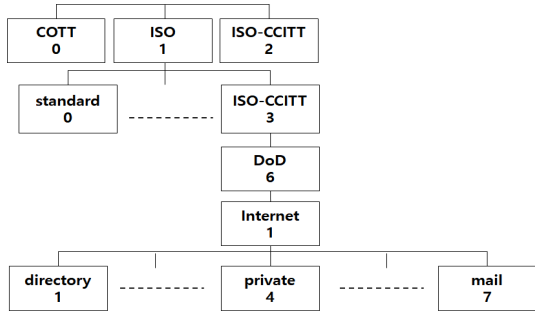 COTT ISO ISO-CCITT
0 1 2
standard ISO-CCITT
0 3
DoD
6
Internet
1
directory private mail
1 4 7